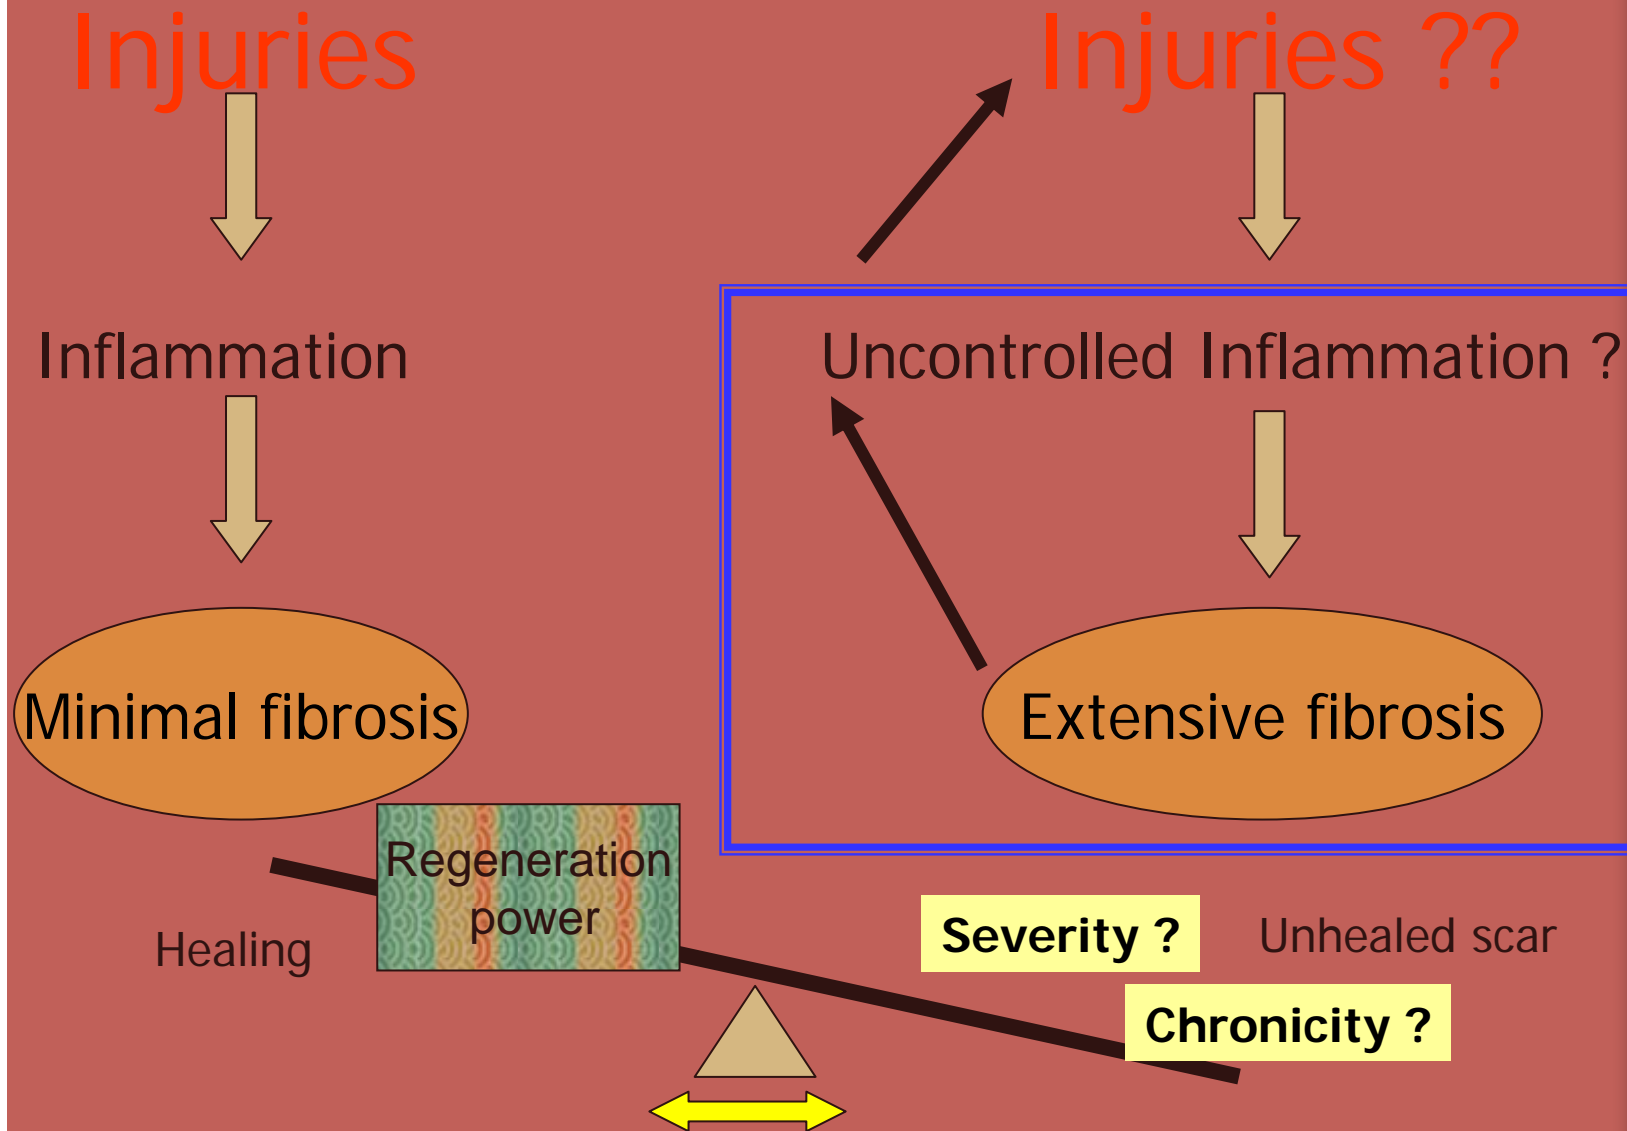 Injuries
Injuries ??
Inflammation
Uncontrolled Inflammation ?
Minimal fibrosis
Extensive fibrosis
Regeneration
power
Healing
Severity ?
Unhealed scar
Chronicity ?